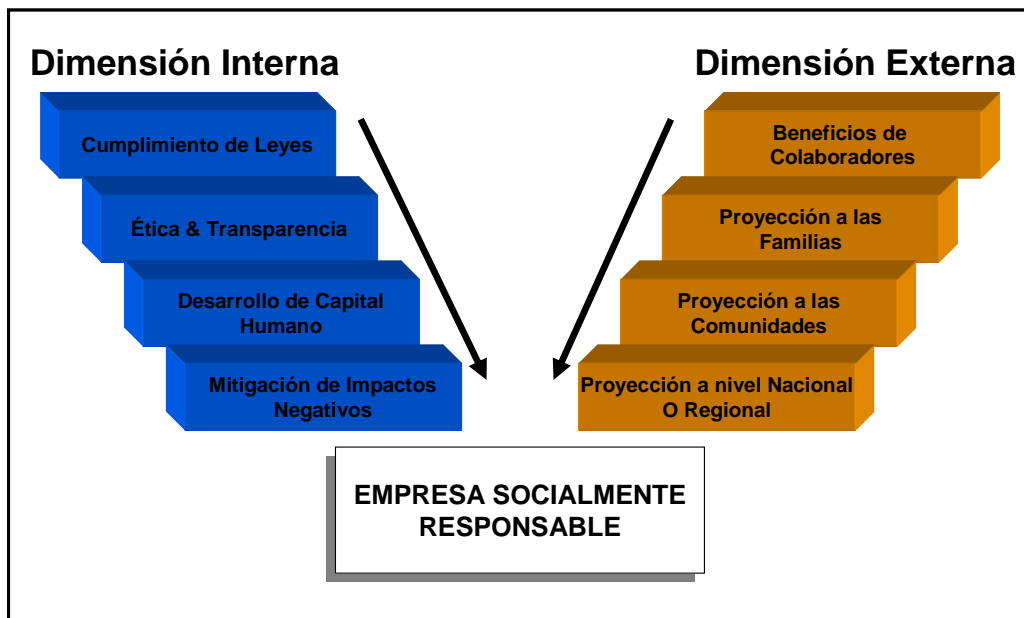 Dimensión Interna
Cumplimiento de Leyes
Ética & Transparencia
Desarrollo de Capital
Humano
Mitigación de Impactos
Negativos
Dimensión Externa
Beneficios de
Colaboradores
Proyección a las
Familias
Proyección a las
Comunidades
Proyección a nivel Nacional
O Regional
EMPRESA SOCIALMENTE
RESPONSABLE